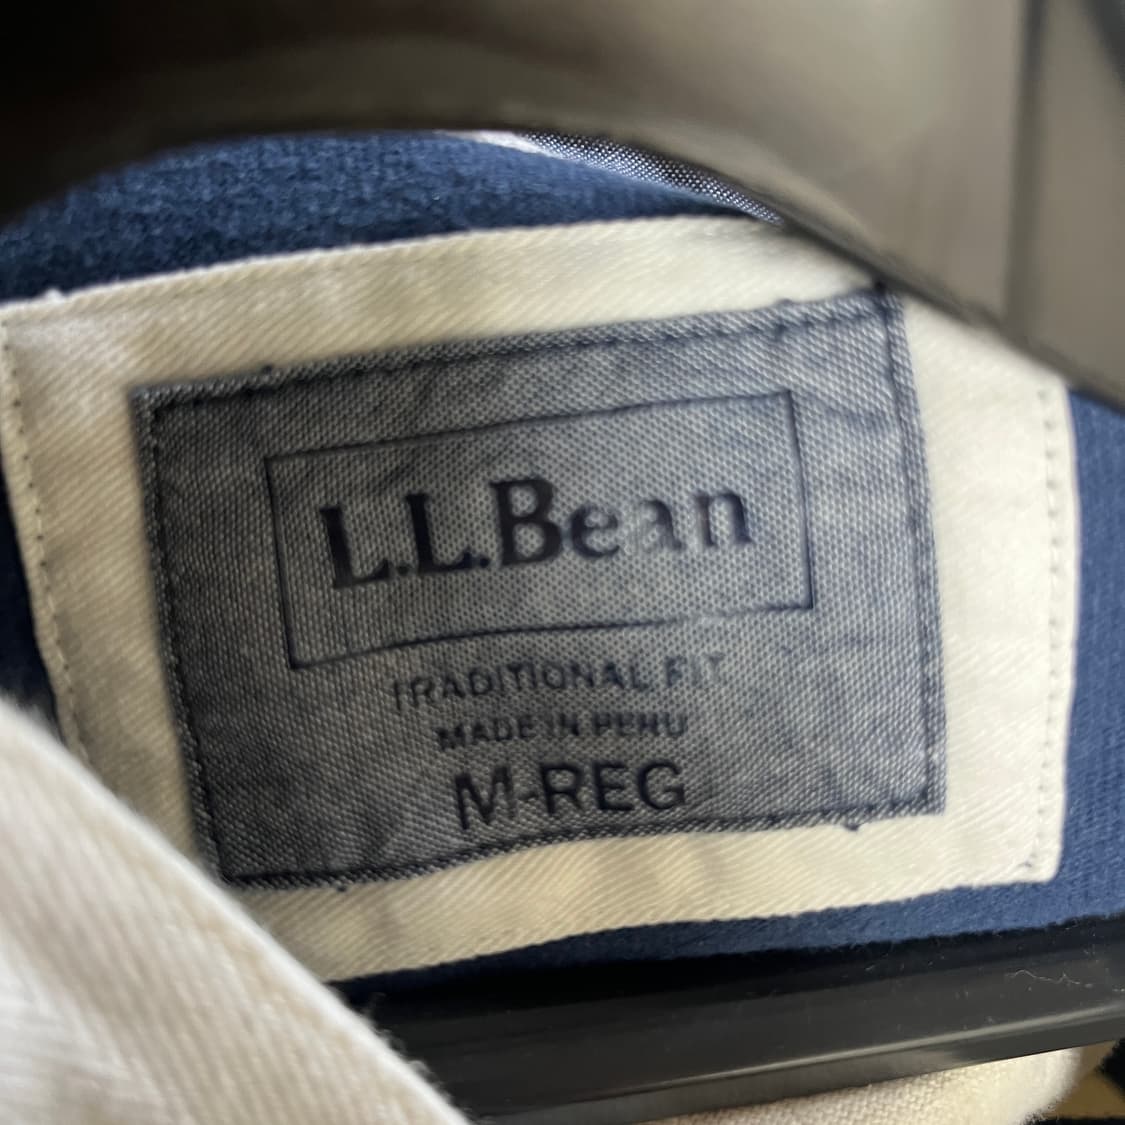 L.L.Bean
TRADITIONAL FIT
MADE IN PERU
M-REG